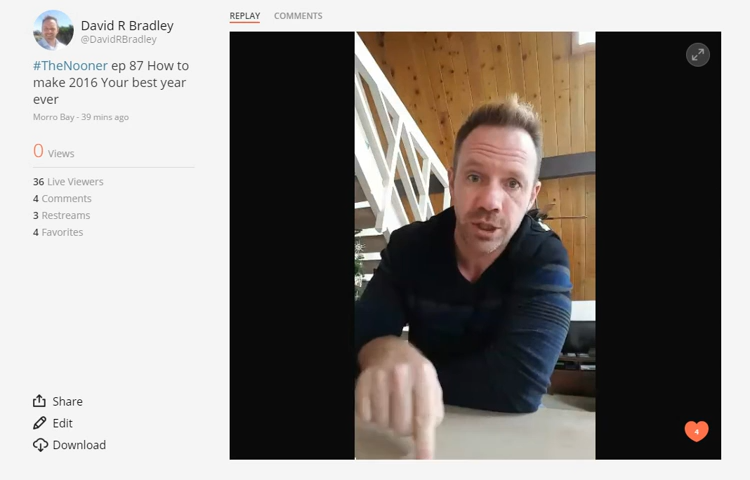 David R Bradley
@DavidRBradley
#TheNooner ep 87 How to
make 2016 Your best year
ever
Morro Bay - 39 mins ago
0 Views
36 Live Viewers
4 Comments
3 Restreams
4 Favorites
Share
Edit
Download
REPLAY COMMENTS
4